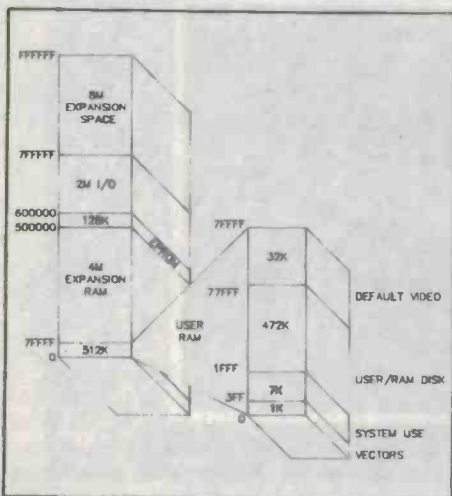 FFFFFF
8M
EXPANSION
SPACE
7FFFFF
2M I/O
600000
128K
500000
EPROM
4M
EXPANSION
RAM
7FFFF
512K
0
USER
RAM
7FFFF
32K
77FFF
DEFAULT VIDEO
472K
1FFF
USER/RAM DISK
7K
3FF
1K
0
SYSTEM USE
VECTORS